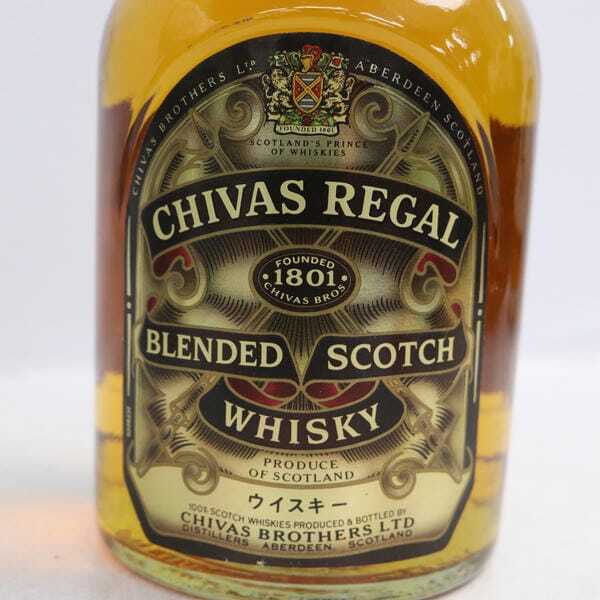 CHIVAS BROTHERS LTD ABERDEEN SCOTLAND
FOUNDED 1801
SCOTLAND'S PRINCE
OF WHISKIES
CHIVAS REGAL
FOUNDED
1801
CHIVAS BROS.
BLENDED SCOTCH
WHISKY
PRODUCE
OF SCOTLAND
ウイスキー
100% SCOTCH WHISKIES PRODUCED & BOTTLED BY
CHIVAS BROTHERS LTD
DISTILLERS ABERDEEN, SCOTLAND